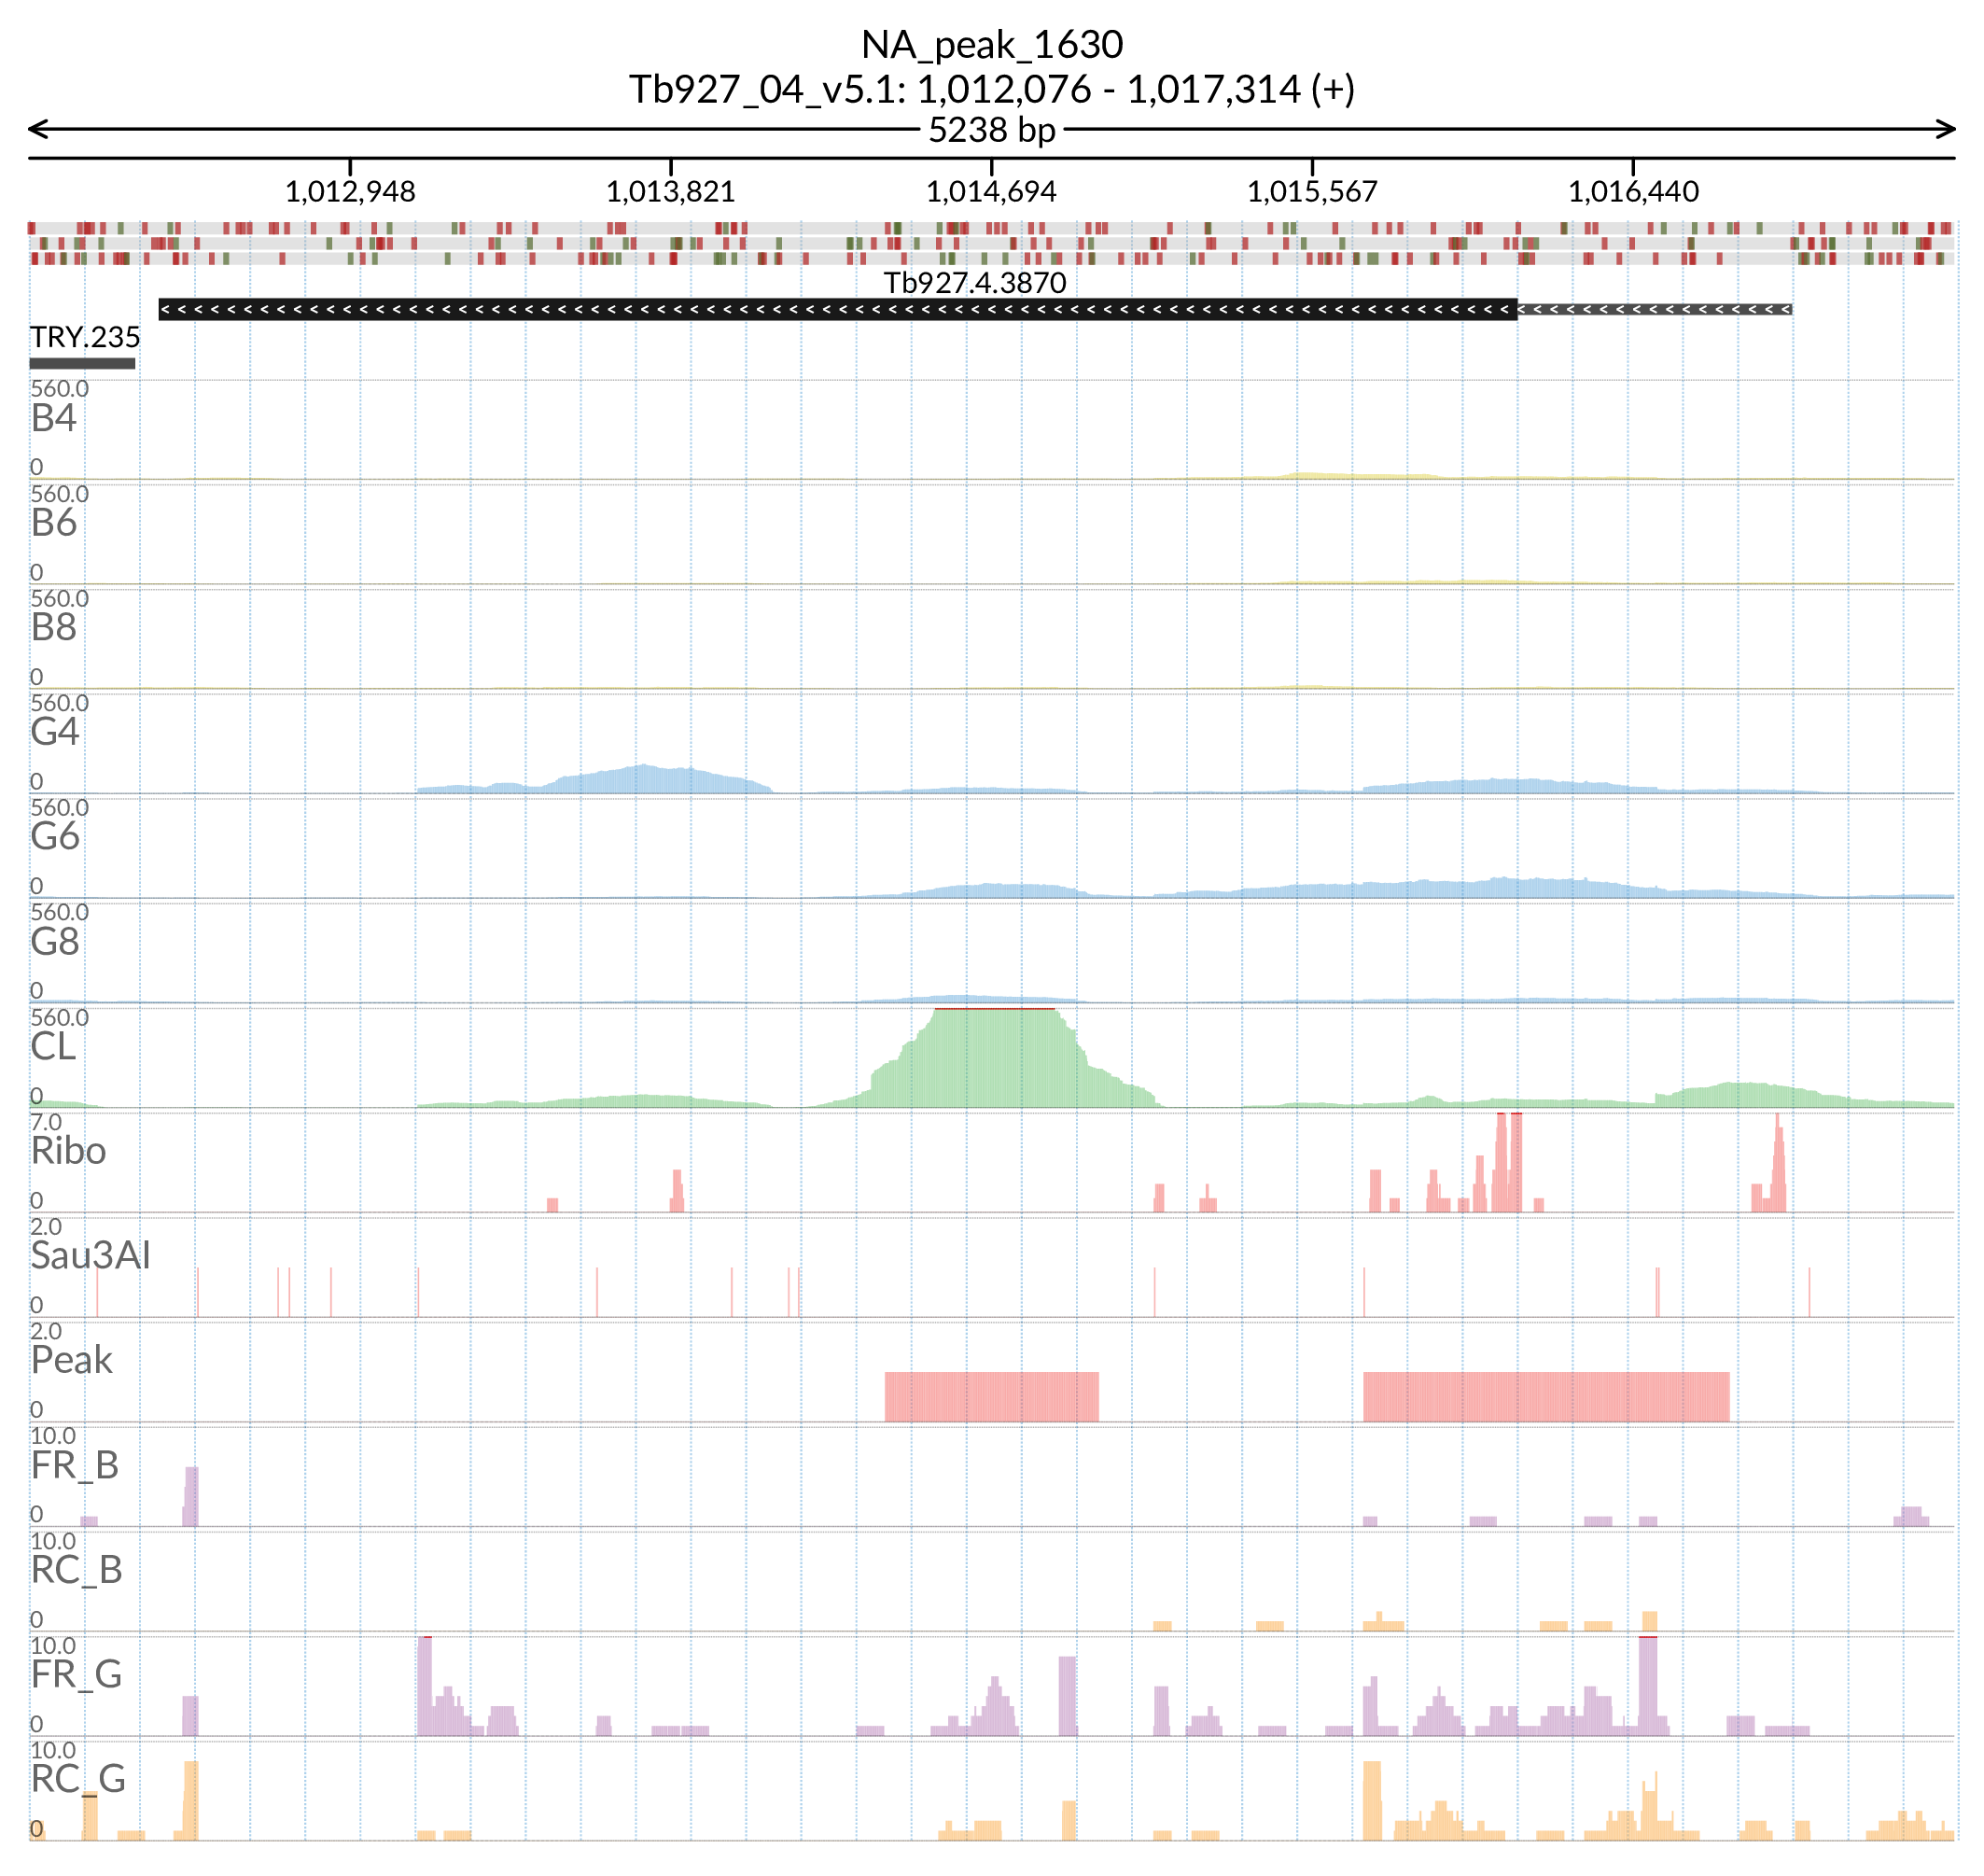 NA_peak_1630
Tb927_04_v5.1: 1,012,076 - 1,017,314 (+)
5238 bp
1,012,948 1,013,821 1,014,694 1,015,567 1,016,440
Tb927.4.3870
TRY.235
560.0
B4
0
560.0
B6
0
560.0
B8
0
560.0
G4
0
560.0
G6
0
560.0
G8
0
560.0
CL
0
7.0
Ribo
0
2.0
Sau3AI
0
2.0
Peak
0
10.0
FR_B
0
10.0
RC_B
0
10.0
FR_G
0
10.0
RC_G
0